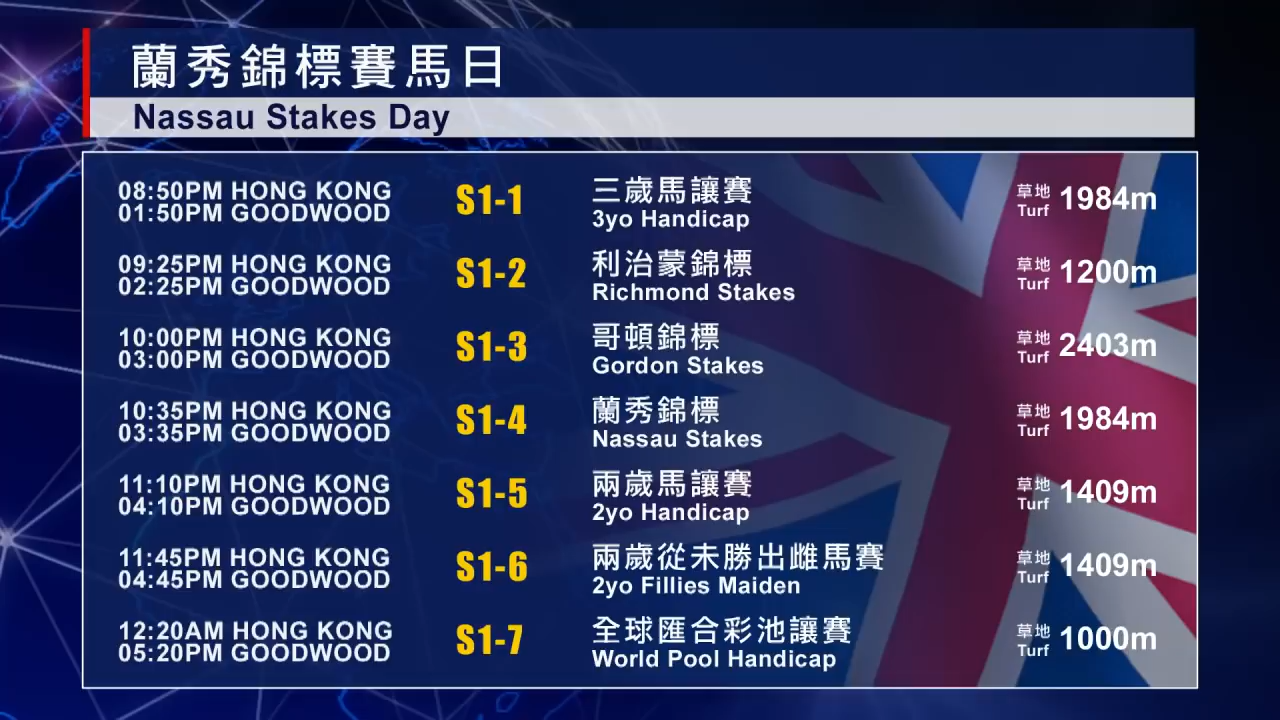 蘭秀錦標賽馬日
Nassau Stakes Day
08:50PM HONG KONG
01:50PM GOODWOOD
S1-1
三歲馬讓賽
3yo Handicap
草地
Turf
1984m
09:25PM HONG KONG
02:25PM GOODWOOD
S1-2
利治蒙錦標
Richmond Stakes
草地
Turf
1200m
10:00PM HONG KONG
03:00PM GOODWOOD
S1-3
哥頓錦標
Gordon Stakes
草地
Turf
2403m
10:35PM HONG KONG
03:35PM GOODWOOD
S1-4
蘭秀錦標
Nassau Stakes
草地
Turf
1984m
11:10PM HONG KONG
04:10PM GOODWOOD
S1-5
兩歲馬讓賽
2yo Handicap
草地
Turf
1409m
11:45PM HONG KONG
04:45PM GOODWOOD
S1-6
兩歲從未勝出雌馬賽
2yo Fillies Maiden
草地
Turf
1409m
12:20AM HONG KONG
05:20PM GOODWOOD
S1-7
全球匯合彩池讓賽
World Pool Handicap
草地
Turf
1000m